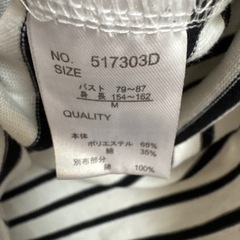 NO. 517303D
SIZE
バスト 79~87
身長 154~162
M
QUALITY
本体
ポリエステル 65%
綿 35%
別布部分
綿 100%